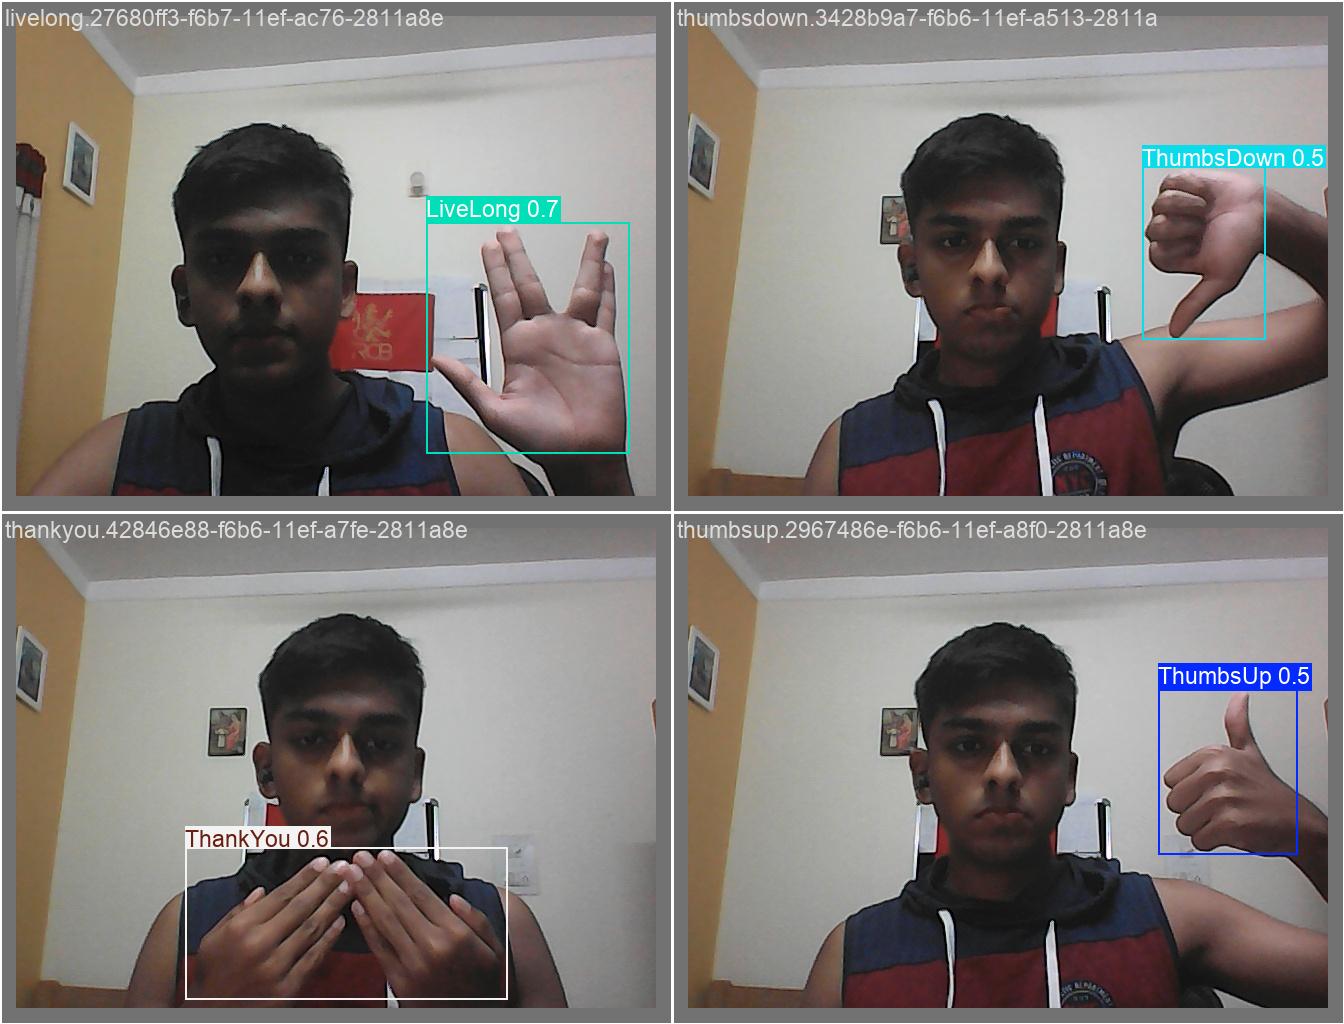 livelong.27680ff3-f6b7-11ef-ac76-2811a8e
LiveLong 0.7
RCB
thumbsdown.3428b9a7-f6b6-11ef-a513-2811a
ThumbsDown 0.5
thankyou.42846e88-f6b6-11ef-a7fe-2811a8e
ThankYou 0.6
thumbsup.2967486e-f6b6-11ef-a8f0-2811a8e
ThumbsUp 0.5